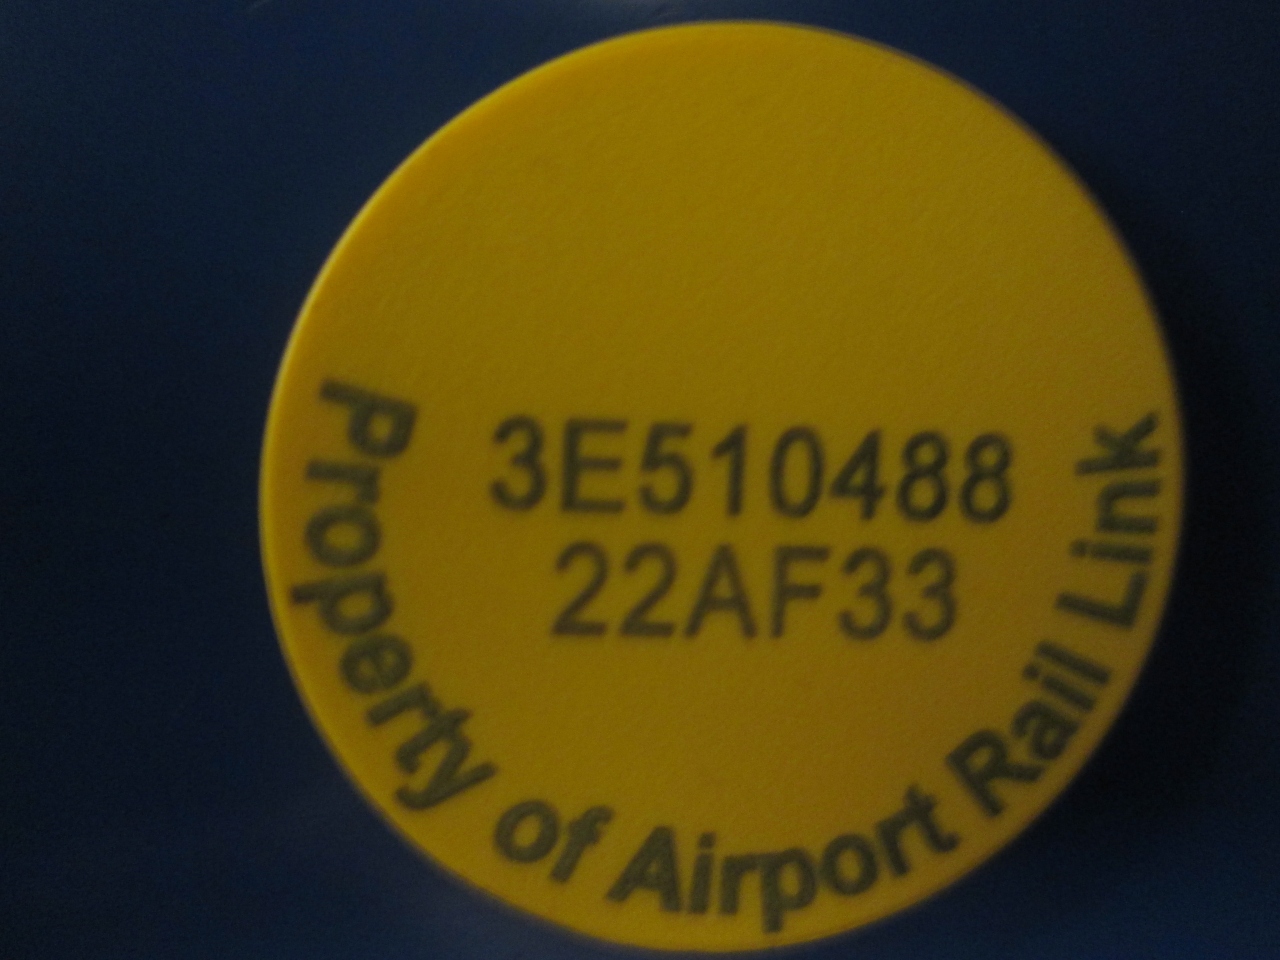 3E510488
22AF33
Property of Airport Rail Link